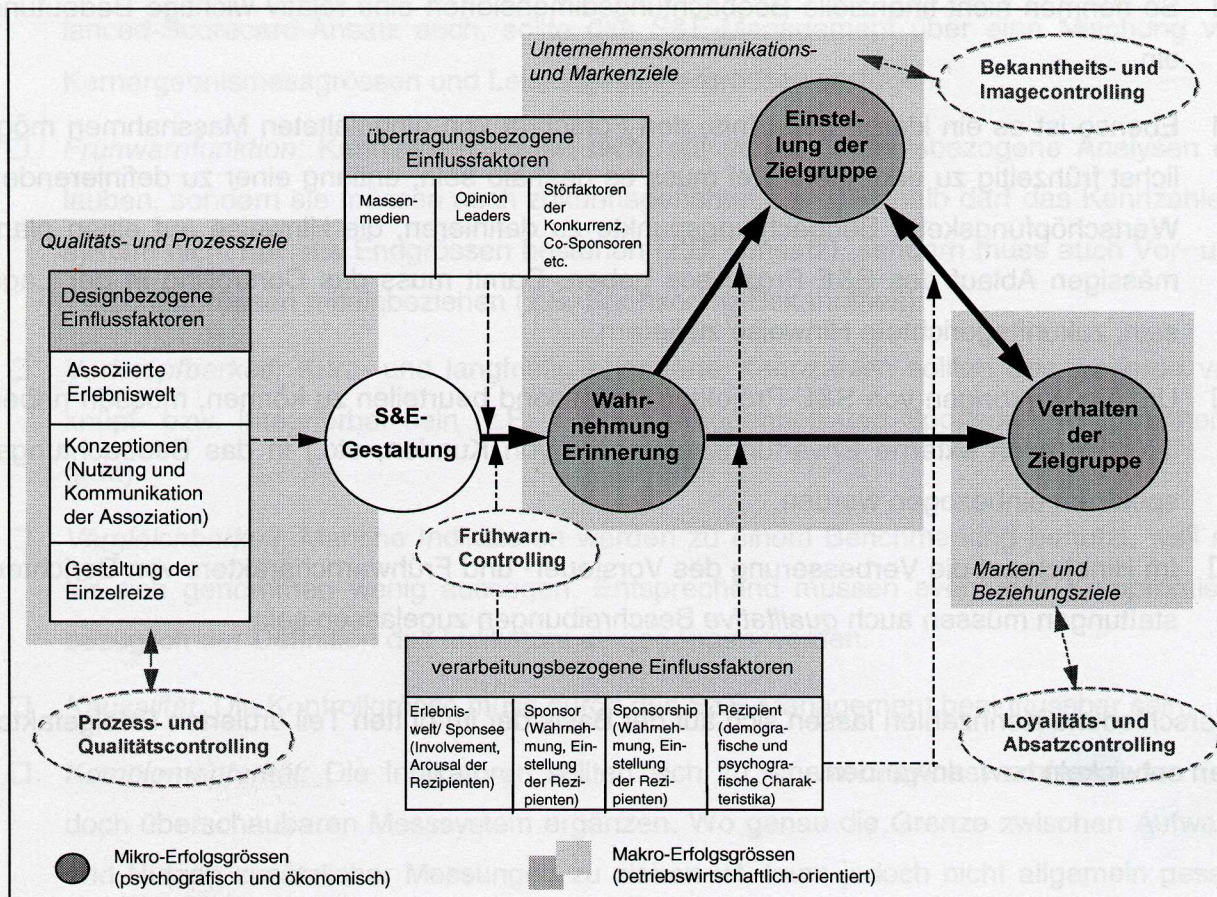 Unternehmenskommunikations-
und Markenziele
Bekanntheits- und
Imagecontrolling
Einstel-
lung der
Zielgruppe
übertragungsbezogene
Einflussfaktoren
Massen-
medien
Opinion
Leaders
Störfaktoren
der
Konkurrenz,
Co-Sponsoren
etc.
Qualitäts- und Prozessziele
Designbezogene
Einflussfaktoren
Assoziierte
Erlebniswelt
Konzeptionen
(Nutzung und
Kommunikation
der Assoziation)
Gestaltung der
Einzelreize
S&E-
Gestaltung
Wahr-
nehmung
Erinnerung
Verhalten
der
Zielgruppe
Frühwarn-
Controlling
Marken- und
Beziehungsziele
Prozess- und
Qualitätscontrolling
verarbeitungsbezogene Einflussfaktoren
Erlebnis-
welt/ Sponsee
(Involvement,
Arousal der
Rezipienten)
Sponsor
(Wahrneh-
mung, Ein-
stellung
der Rezi-
pienten)
Sponsorship
(Wahrneh-
mung, Ein-
stellung
der Rezi-
pienten)
Rezipient
(demogra-
fische und
psychogra-
fische Charak-
teristika)
Loyalitäts- und
Absatzcontrolling
Mikro-Erfolgsgrössen
(psychografisch und ökonomisch)
Makro-Erfolgsgrössen
(betriebswirtschaftlich-orientiert)